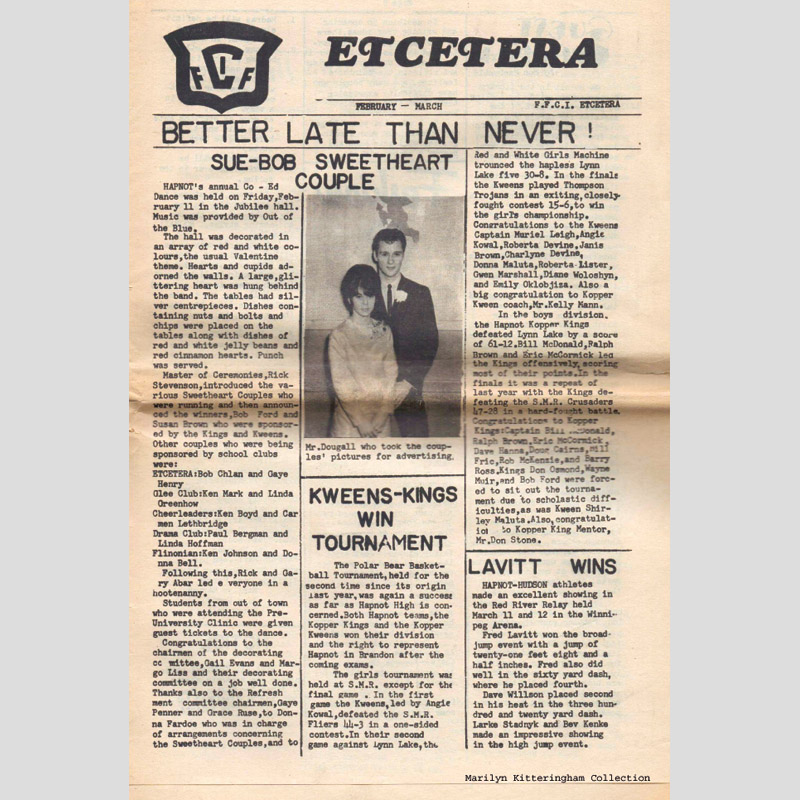 FCIF
ETCETERA
FEBRUARY - MARCH F.F.C.I. ETCETERA
BETTER LATE THAN NEVER!
SUE-BOB SWEETHEART
COUPLE
HAPNOT's annual Co - Ed
Dance was held on Friday,Feb-
ruary 11 in the Jubilee hall.
Music was provided by Out of
the Blue.
The hall was decorated in
an array of red and white co-
lours,the usual Valentine
theme. Hearts and cupids ad-
orned the walls. A large,gli-
ttering heart was hung behind
the band. The tables had sil-
ver centrepieces. Dishes con-
taining nuts and bolts and
chips were placed on the
tables along with dishes of
red and white jelly beans and
red cinnamon hearts. Punch
was served.
Master of Ceremonies,Rick
Stevenson,introduced the va-
rious Sweetheart Couples who
were running and then announ-
ced the winners,Bob Ford and
Susan Brown who were sponsor-
ed by the Kings and Kweens.
Other couples who were being
sponsored by school clubs
were:
ETCETERA:Bob Chlan and Gaye
Henry
Glee Club:Ken Mark and Linda
Greenhow
Cheerleaders:Ken Boyd and Car
men Lethbridge
Drama Club:Paul Bergman and
Linda Hoffman
Flinonian:Ken Johnson and Do-
nna Bell.
Following this,Rick and Ga-
ry Abar led e veryone in a
hootenanny.
Students from out of town
who were attending the Pre-
University Clinic were given
guest tickets to the dance.
Congratulations to the
chairmen of the decorating
cc mittee,Gail Evans and Mar-
go Liss and their decorating
committee on a job well done.
Thanks also to the Refresh
ment committee chairmen,Gaye
Penner and Grace Ruse,to Don-
na Fardoe who was in charge
of arrangements concerning
the Sweetheart Couples,and to
Mr.Dougall who took the coup-
les' pictures for advertising.
KWEENS-KINGS
WIN
TOURNAMENT
The Polar Bear Basket-
ball Tournament,held for the
second time since its origin
last year,was again a success
as far as Hapnot High is con-
cerned.Both Hapnot teams,the
Kopper Kings and the Kopper
Kweens won their division
and the right to represent
Hapnot in Brandon after the
coming exams.
The girls tournament was
held at S.M.R. except for the
final game . In the first
game the Kweens,led by Angie
Kowal,defeated the S.M.R.
Fliers 44-3 in a one-sided
contest.In their second
game against Lynn Lake,the
Red and White Girls Machine
trounced the hapless Lynn
Lake five 30-8. In the finals
the Kweens played Thompson
Trojans in an exciting,closely-
fought contest 15-6,to win
the girl's championship.
Congratulations to the Kweens
Captain Muriel Leigh,Angie
Kowal,Roberta Devine,Janis
Brown,Charlyne Devine,
Donna Maluta,Roberta Lister,
Gwen Marshall,Diane Woloshyn,
and Emily Oklobjiza. Also a
big congratulation to Kopper
Kween coach,Mr.Kelly Mann.
In the boys division.
the Hapnot Kopper Kings
defeated Lynn Lake by a score
of 61-12.Bill McDonald,Ralph
Brown and Eric McCormick led
the Kings offensively,scoring
most of their points.In the
finals it was a repeat of
last year with the Kings de-
feating the S.M.R. Crusaders
47-28 in a hard-fought battle.
Congratulations to Kopper
Kings:Captain Bill
Ralph Brown,Eric McCormick,
Dave Hanna,Doug Cairns,
Fric,Rob McKenzie,and Barry
Ross,Kings Don Osmond,Wayne
Muir,and Bob Ford were forc-
ed to sit out the tourna-
ment due to scholastic diff-
iculties,as was Kween Shir-
ley Maluta.Also,congratulat-
to Kopper King Mentor,
Mr.Don Stone.
LAVITT WINS
HAPNOT-HUDSON athletes
made an excellent showing in
the Red River Relay held
March 11 and 12 in the Winni-
peg Arena.
Fred Lavitt won the broad-
jump event with a jump of
twenty-one feet eight and a
half inches. Fred also did
well in the sixty yard dash,
where he placed fourth.
Dave Willson placed second
in his heat in the three hun-
dred and twenty yard dash.
Larke Stadnyk and Bev Kenke
made an impressive showing
in the high jump event.
Marilyn Kitteringham Collection